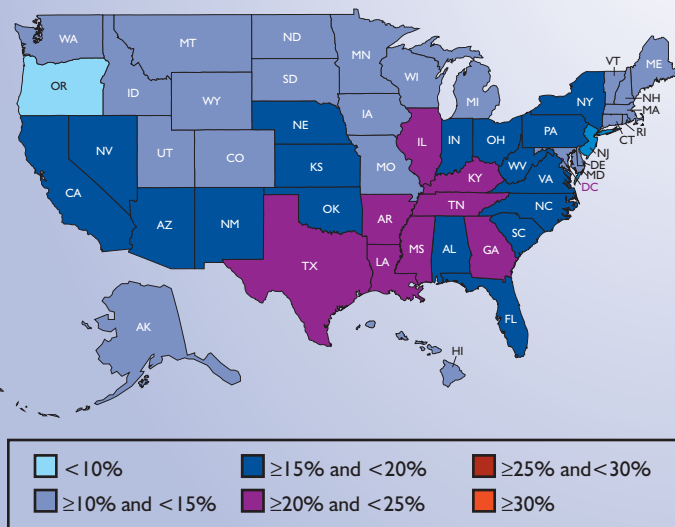 WA
MT
ND
MN
VT
ME
OR
ID
SD
WI
NH
WY
MI
NY
MA
IA
RI
NE
PA
CT
NV
IL
IN
OH
NJ
UT
CO
DE
KS
MO
WV
MD
CA
VA
KY
DC
OK
NC
AZ
NM
TN
AR
SC
MS
AL
GA
TX
LA
FL
AK
HI
<10%
≥15% and <20%
≥25% and<30%
≥10% and <15%
≥20% and <25%
≥30%